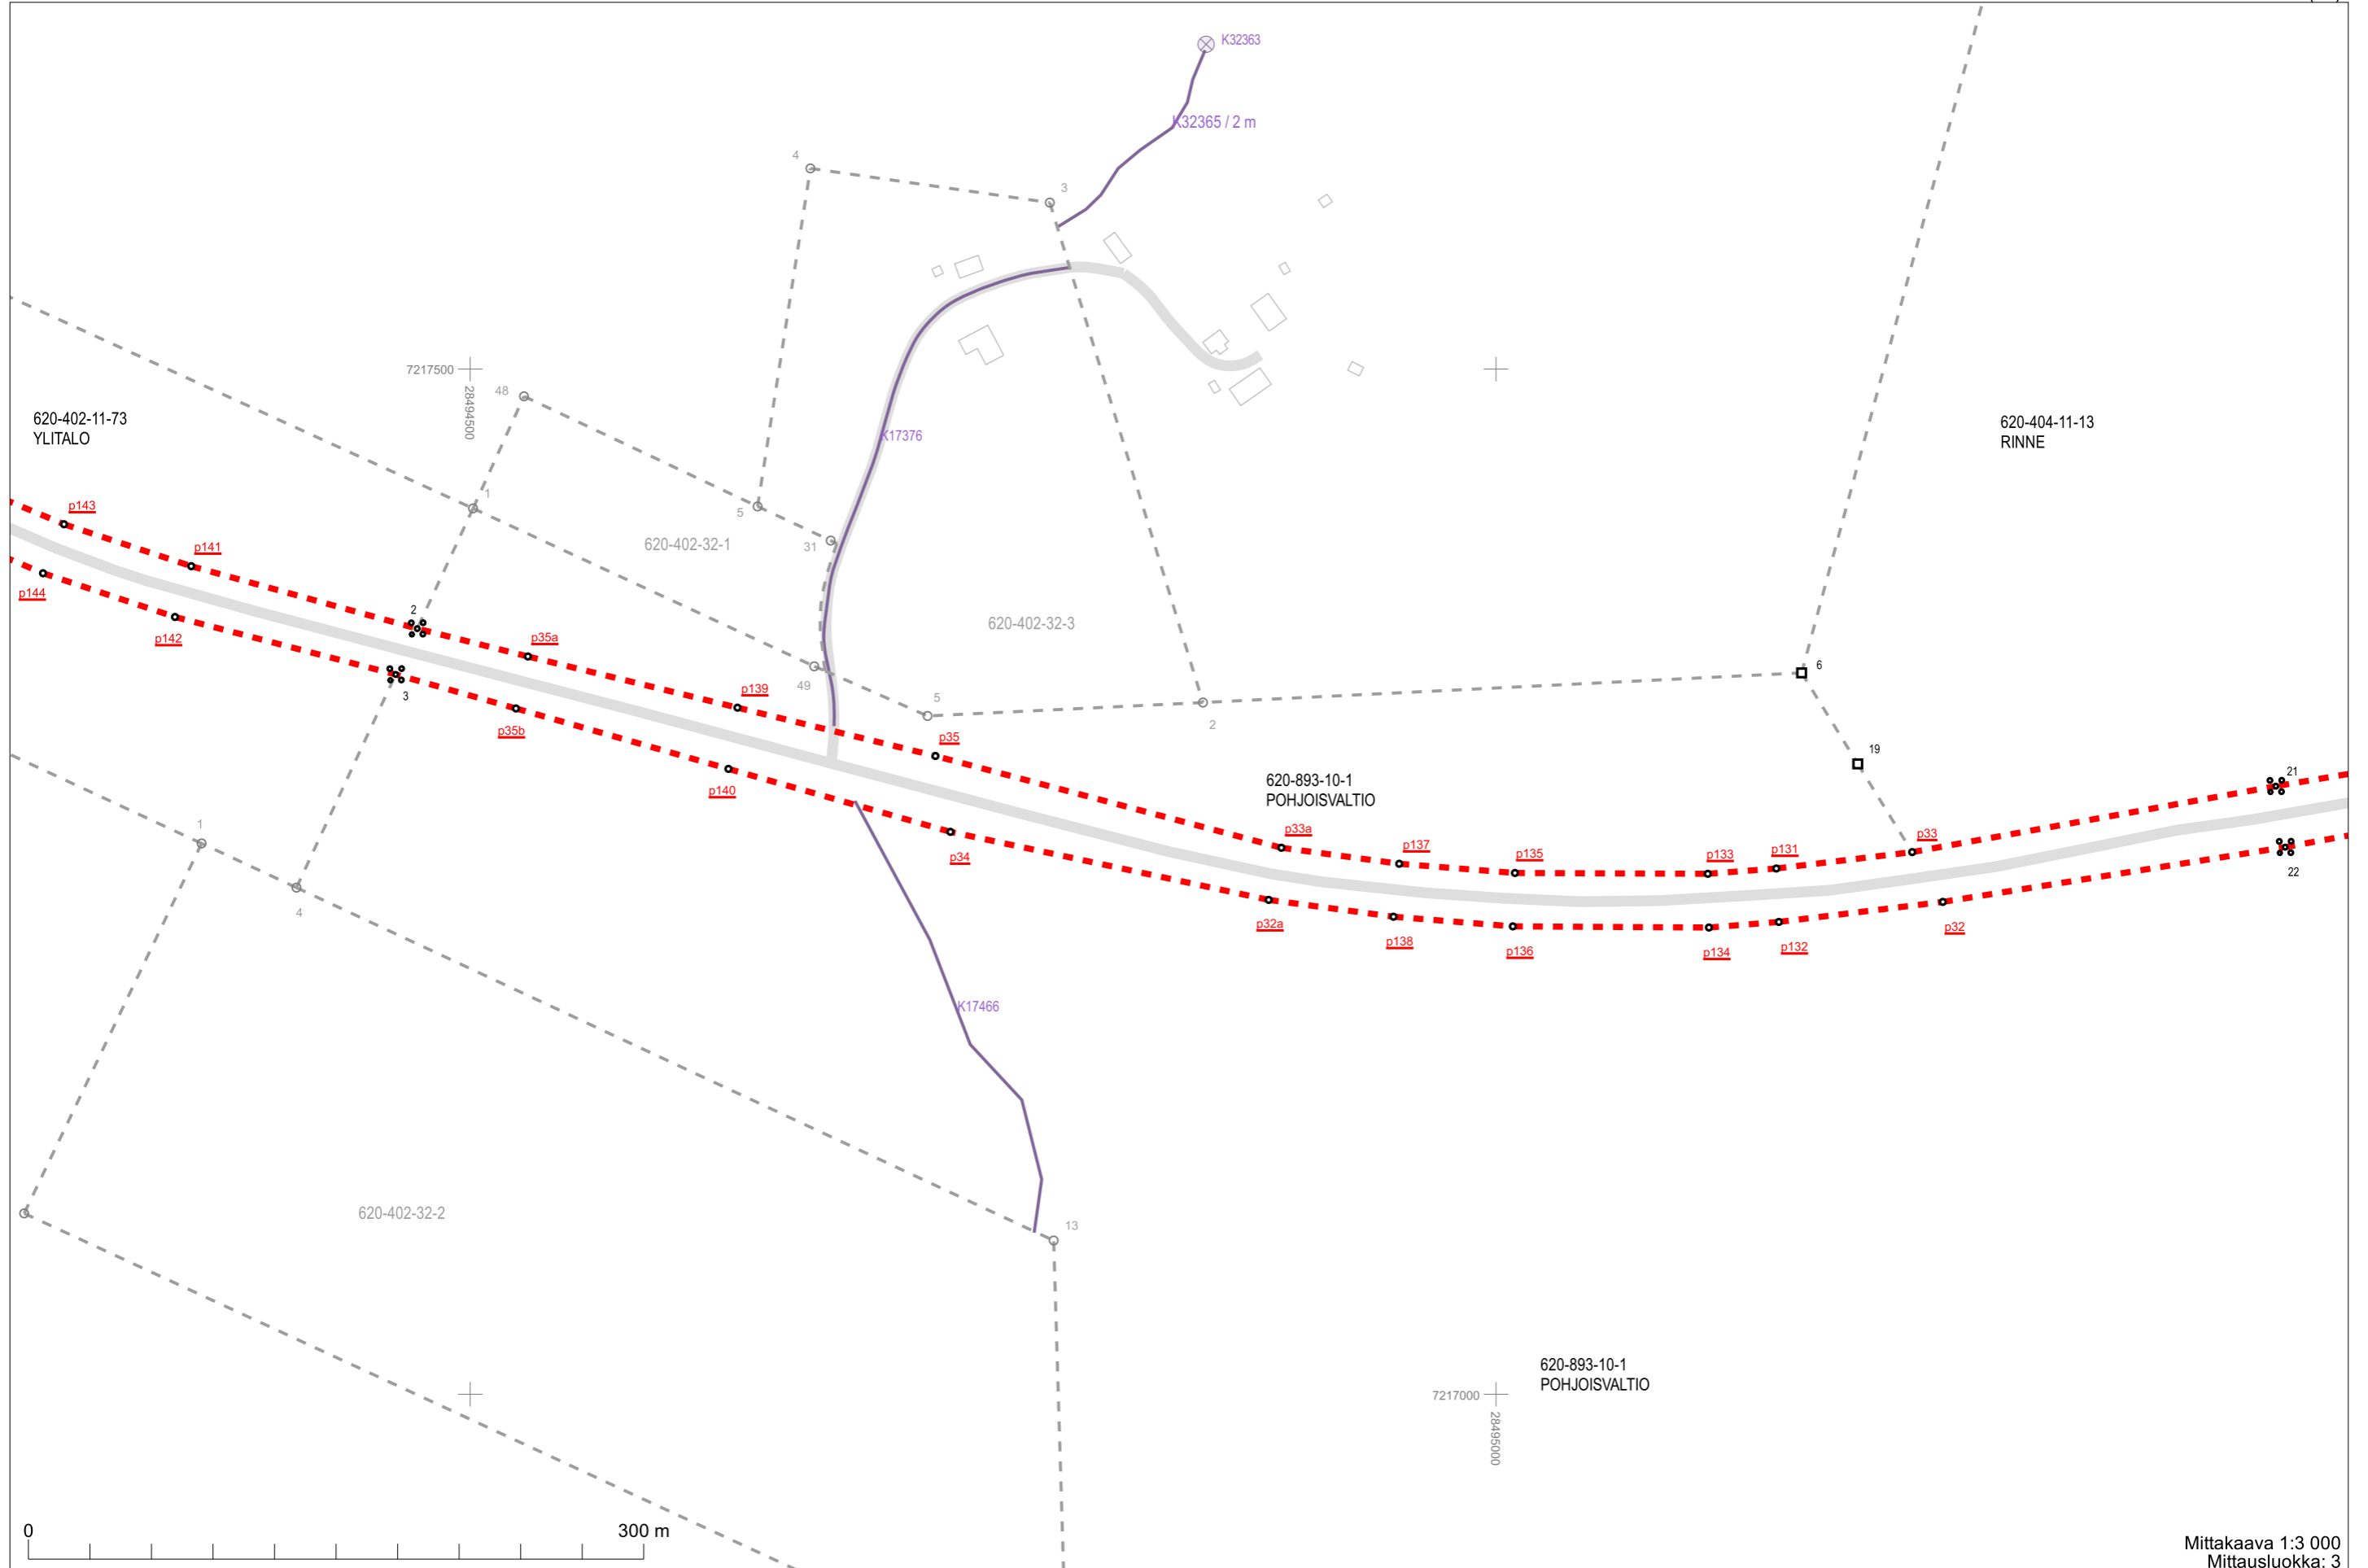 K32363
K32365 / 2 m
4
3
7217500
28494500
48
K17376
620-402-11-73
YLITALO
620-404-11-13
RINNE
1
5
31
p143
620-402-32-1
p141
p144
2
620-402-32-3
p142
p35a
3
49
p139
5
2
6
p35b
p35
19
p140
620-893-10-1
POHJOISVALTIO
21
1
p34
p33a
p137
p135
p133
p131
p33
22
4
p32a
p138
p136
p134
p132
p32
K17466
620-402-32-2
13
620-893-10-1
POHJOISVALTIO
7217000
28495000
0
300 m
Mittakaava 1:3 000
Mittausluokka: 3